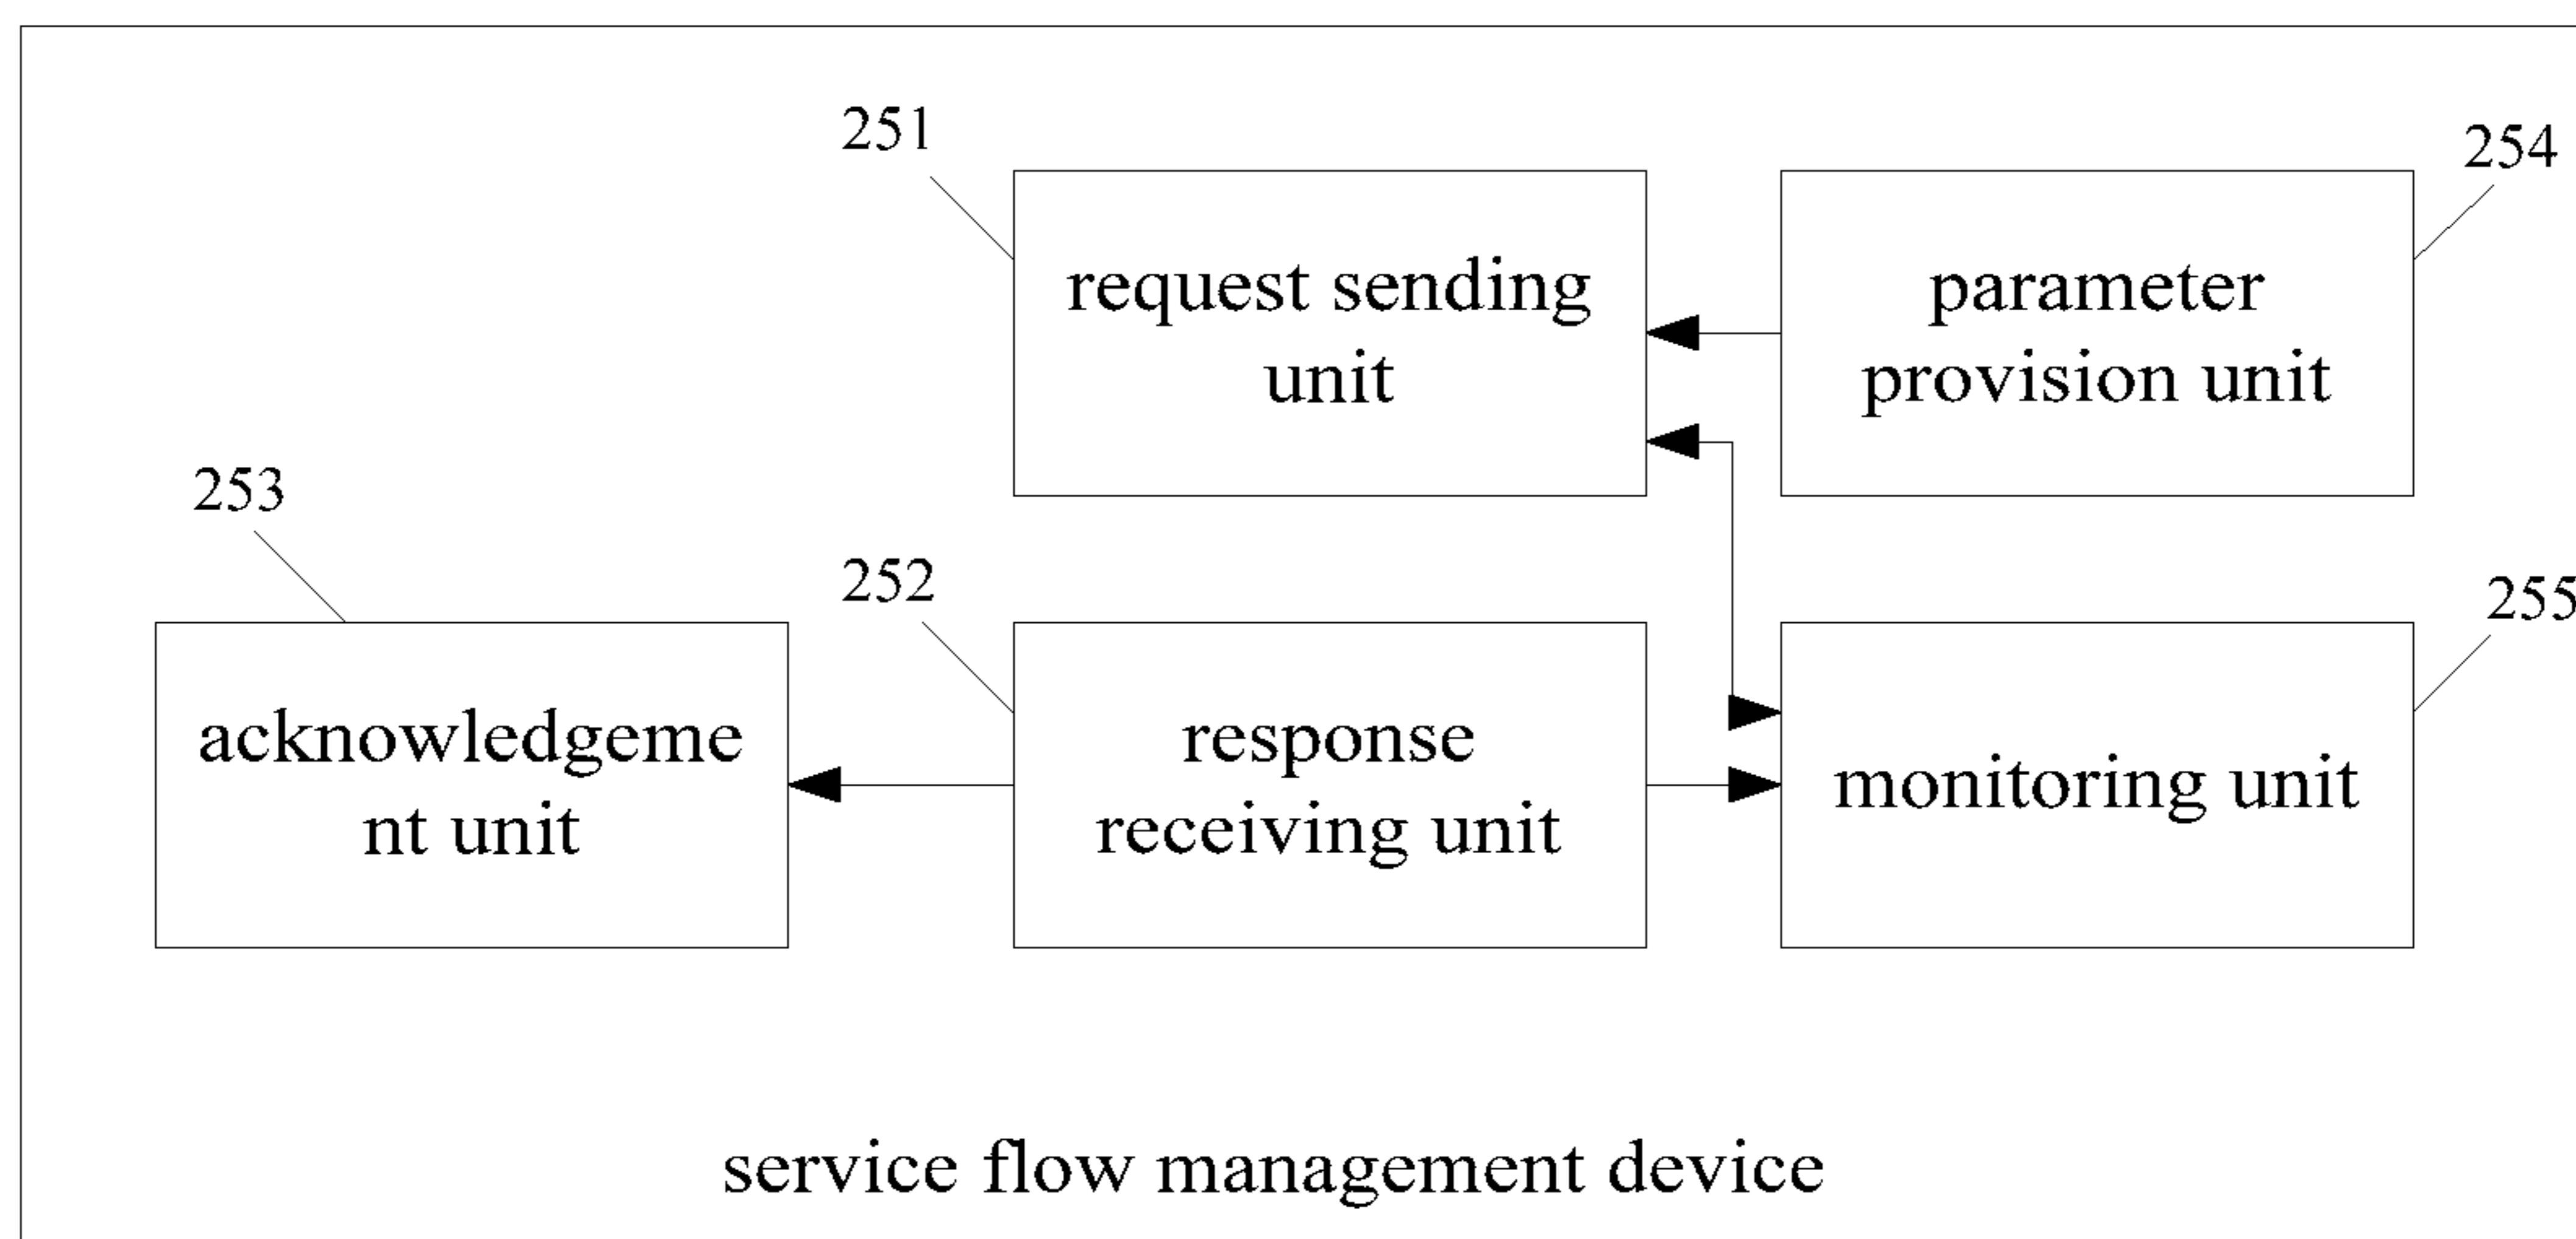 251
254
request sending
unit
parameter
provision unit
253
252
255
acknowledgeme
nt unit
response
receiving unit
monitoring unit
service flow management device